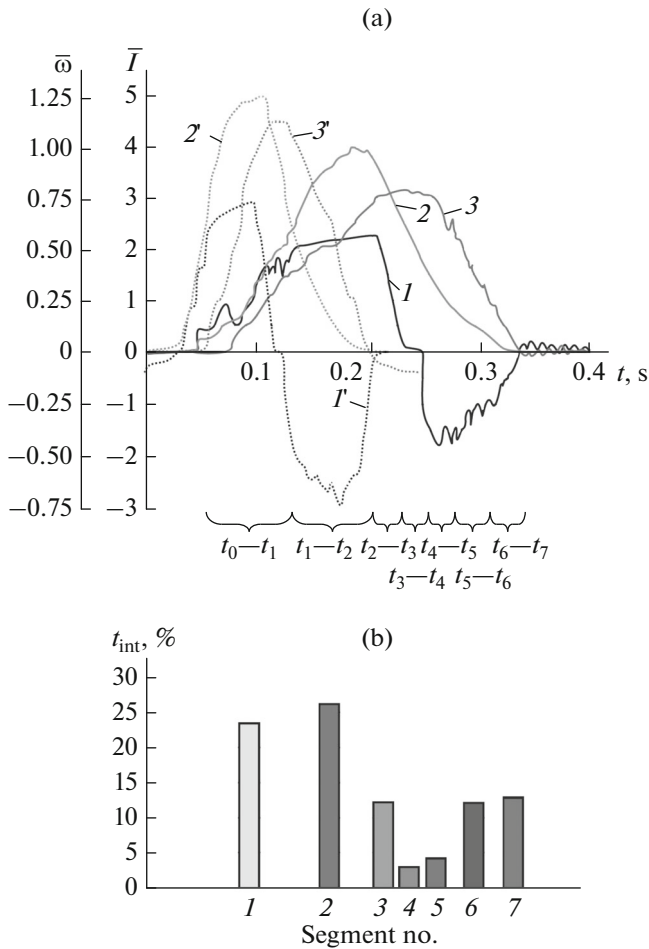 (a)
ω̅ I̅
1.25 5
2' 3'
1.00 4
0.75 3 2 3
0.50 2
1
0.25 1
0 0
0.1 0.2 0.3 0.4
t, s
−0.25 −1
1'
−0.50 −2
−0.75 −3
t0—t1 t1—t2 t2—t3 t4—t5 t6—t7
t3—t4 t5—t6
(b)
tint, %
30
25
20
15
10
5
0
1 2 3 4 5 6 7
Segment no.